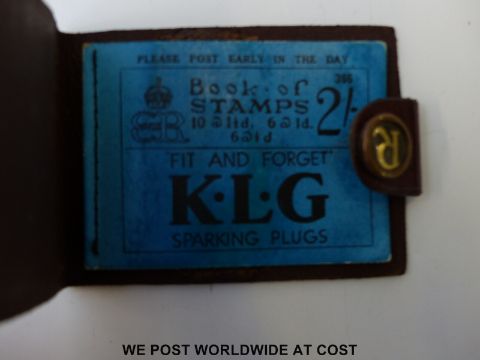 PLEASE POST EARLY IN THE DAY
366
Book of
STAMPS 2/-
10 @ 1½d, 6 @ 1d.
6 @ ½d
"FIT AND FORGET"
K·L·G
SPARKING PLUGS
R
WE POST WORLDWIDE AT COST